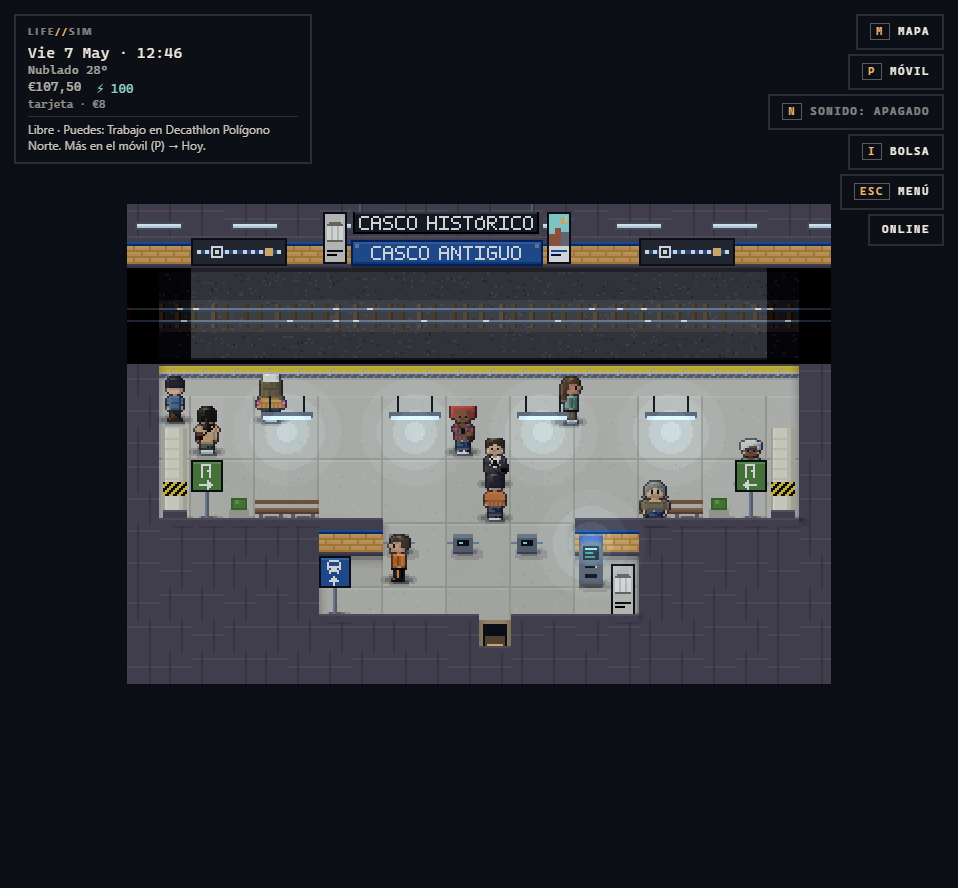 LIFE//SIM
Vie 7 May · 12:46
Nublado 28º
€107,50 ⚡ 100
tarjeta · €8
Libre · Puedes: Trabajo en Decathlon Polígono
Norte. Más en el móvil (P) → Hoy.
M MAPA
P MÓVIL
N SONIDO: APAGADO
I BOLSA
ESC MENÚ
ONLINE
CASCO HISTÓRICO
CASCO ANTIGUO